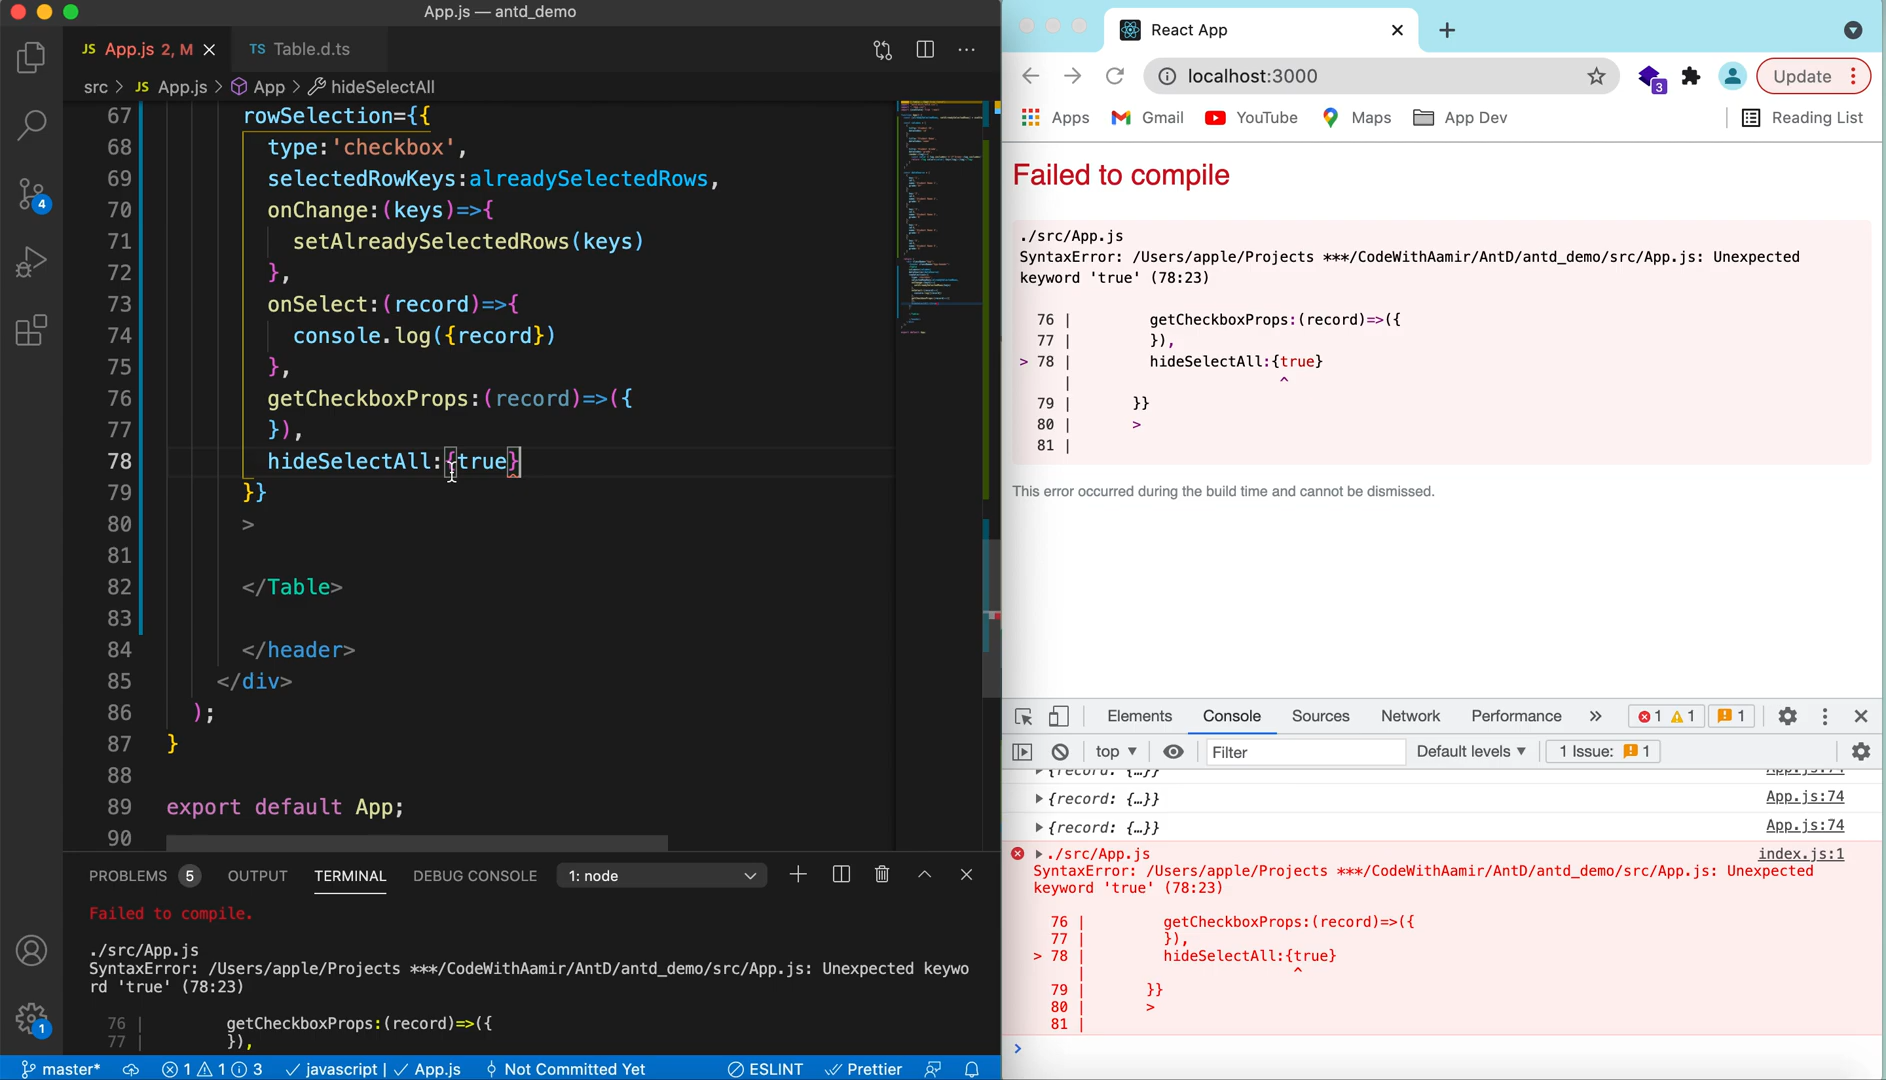 App.js — antd_demo
JS App.js 2, M
TS Table.d.ts
src > JS App.js > App > hideSelectAll
67 rowSelection={{
68 type:'checkbox',
69 selectedRowKeys:alreadySelectedRows,
70 onChange:(keys)=>{
71 setAlreadySelectedRows(keys)
72 },
73 onSelect:(record)=>{
74 console.log({record})
75 },
76 getCheckboxProps:(record)=>({
77 }),
78 hideSelectAll:{true}
79 }}
80 >
81
82 </Table>
83
84 </header>
85 </div>
86 );
87 }
88
89 export default App;
90
4
1
PROBLEMS 5 OUTPUT TERMINAL DEBUG CONSOLE 1: node
Failed to compile.
./src/App.js
SyntaxError: /Users/apple/Projects ***/CodeWithAamir/AntD/antd_demo/src/App.js: Unexpected keywo
rd 'true' (78:23)
76 | getCheckboxProps:(record)=>({
77 | }),
master* 1 1 3 javascript | App.js Not Committed Yet ESLINT Prettier
React App
localhost:3000
3
Update
Apps Gmail YouTube Maps App Dev Reading List
Failed to compile
./src/App.js
SyntaxError: /Users/apple/Projects ***/CodeWithAamir/AntD/antd_demo/src/App.js: Unexpected
keyword 'true' (78:23)
76 | getCheckboxProps:(record)=>({
77 | }),
> 78 | hideSelectAll:{true}
| ^
79 | }}
80 | >
81 |
This error occurred during the build time and cannot be dismissed.
Elements Console Sources Network Performance » 1 1 1
top Filter Default levels 1 Issue: 1
{record: {…}} App.js:74
{record: {…}} App.js:74
{record: {…}} App.js:74
./src/App.js index.js:1
SyntaxError: /Users/apple/Projects ***/CodeWithAamir/AntD/antd_demo/src/App.js: Unexpected
keyword 'true' (78:23)
76 | getCheckboxProps:(record)=>({
77 | }),
> 78 | hideSelectAll:{true}
| ^
79 | }}
80 | >
81 |
>